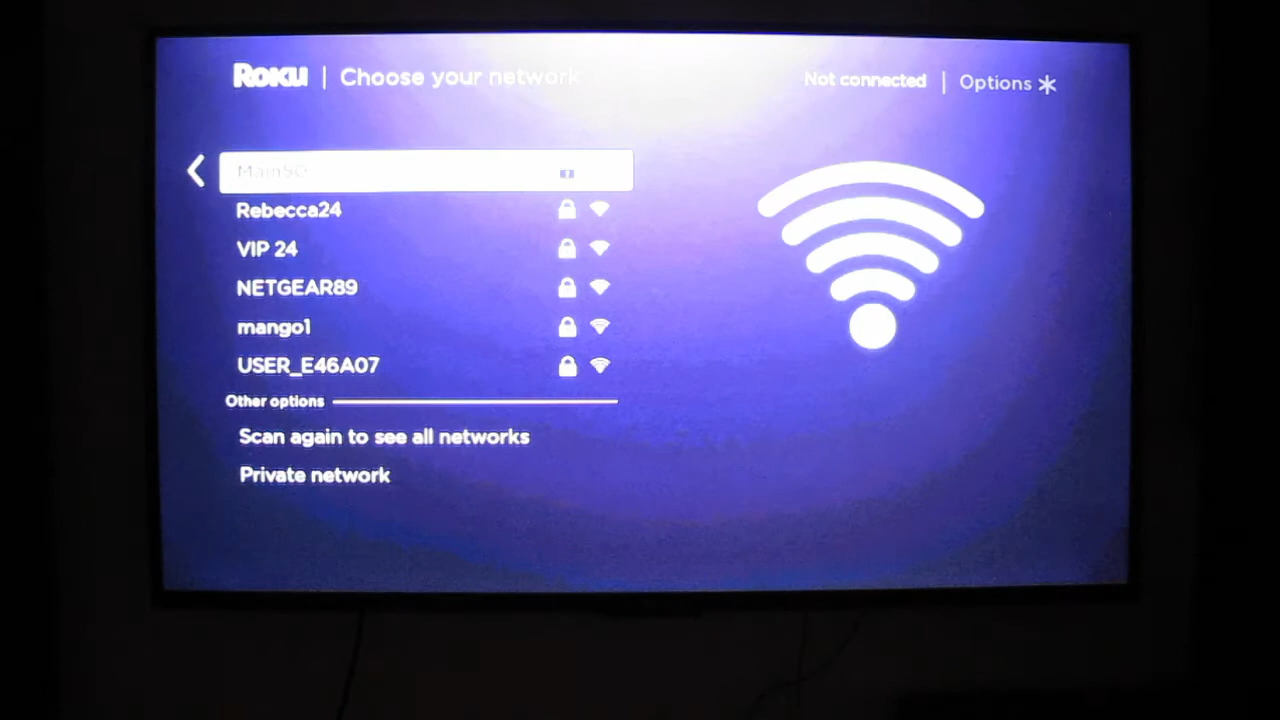 Roku | Choose your network
Not connected | Options
Rebecca24
VIP 24
NETGEAR89
mango1
USER_E46A07
Other options
Scan again to see all networks
Private network